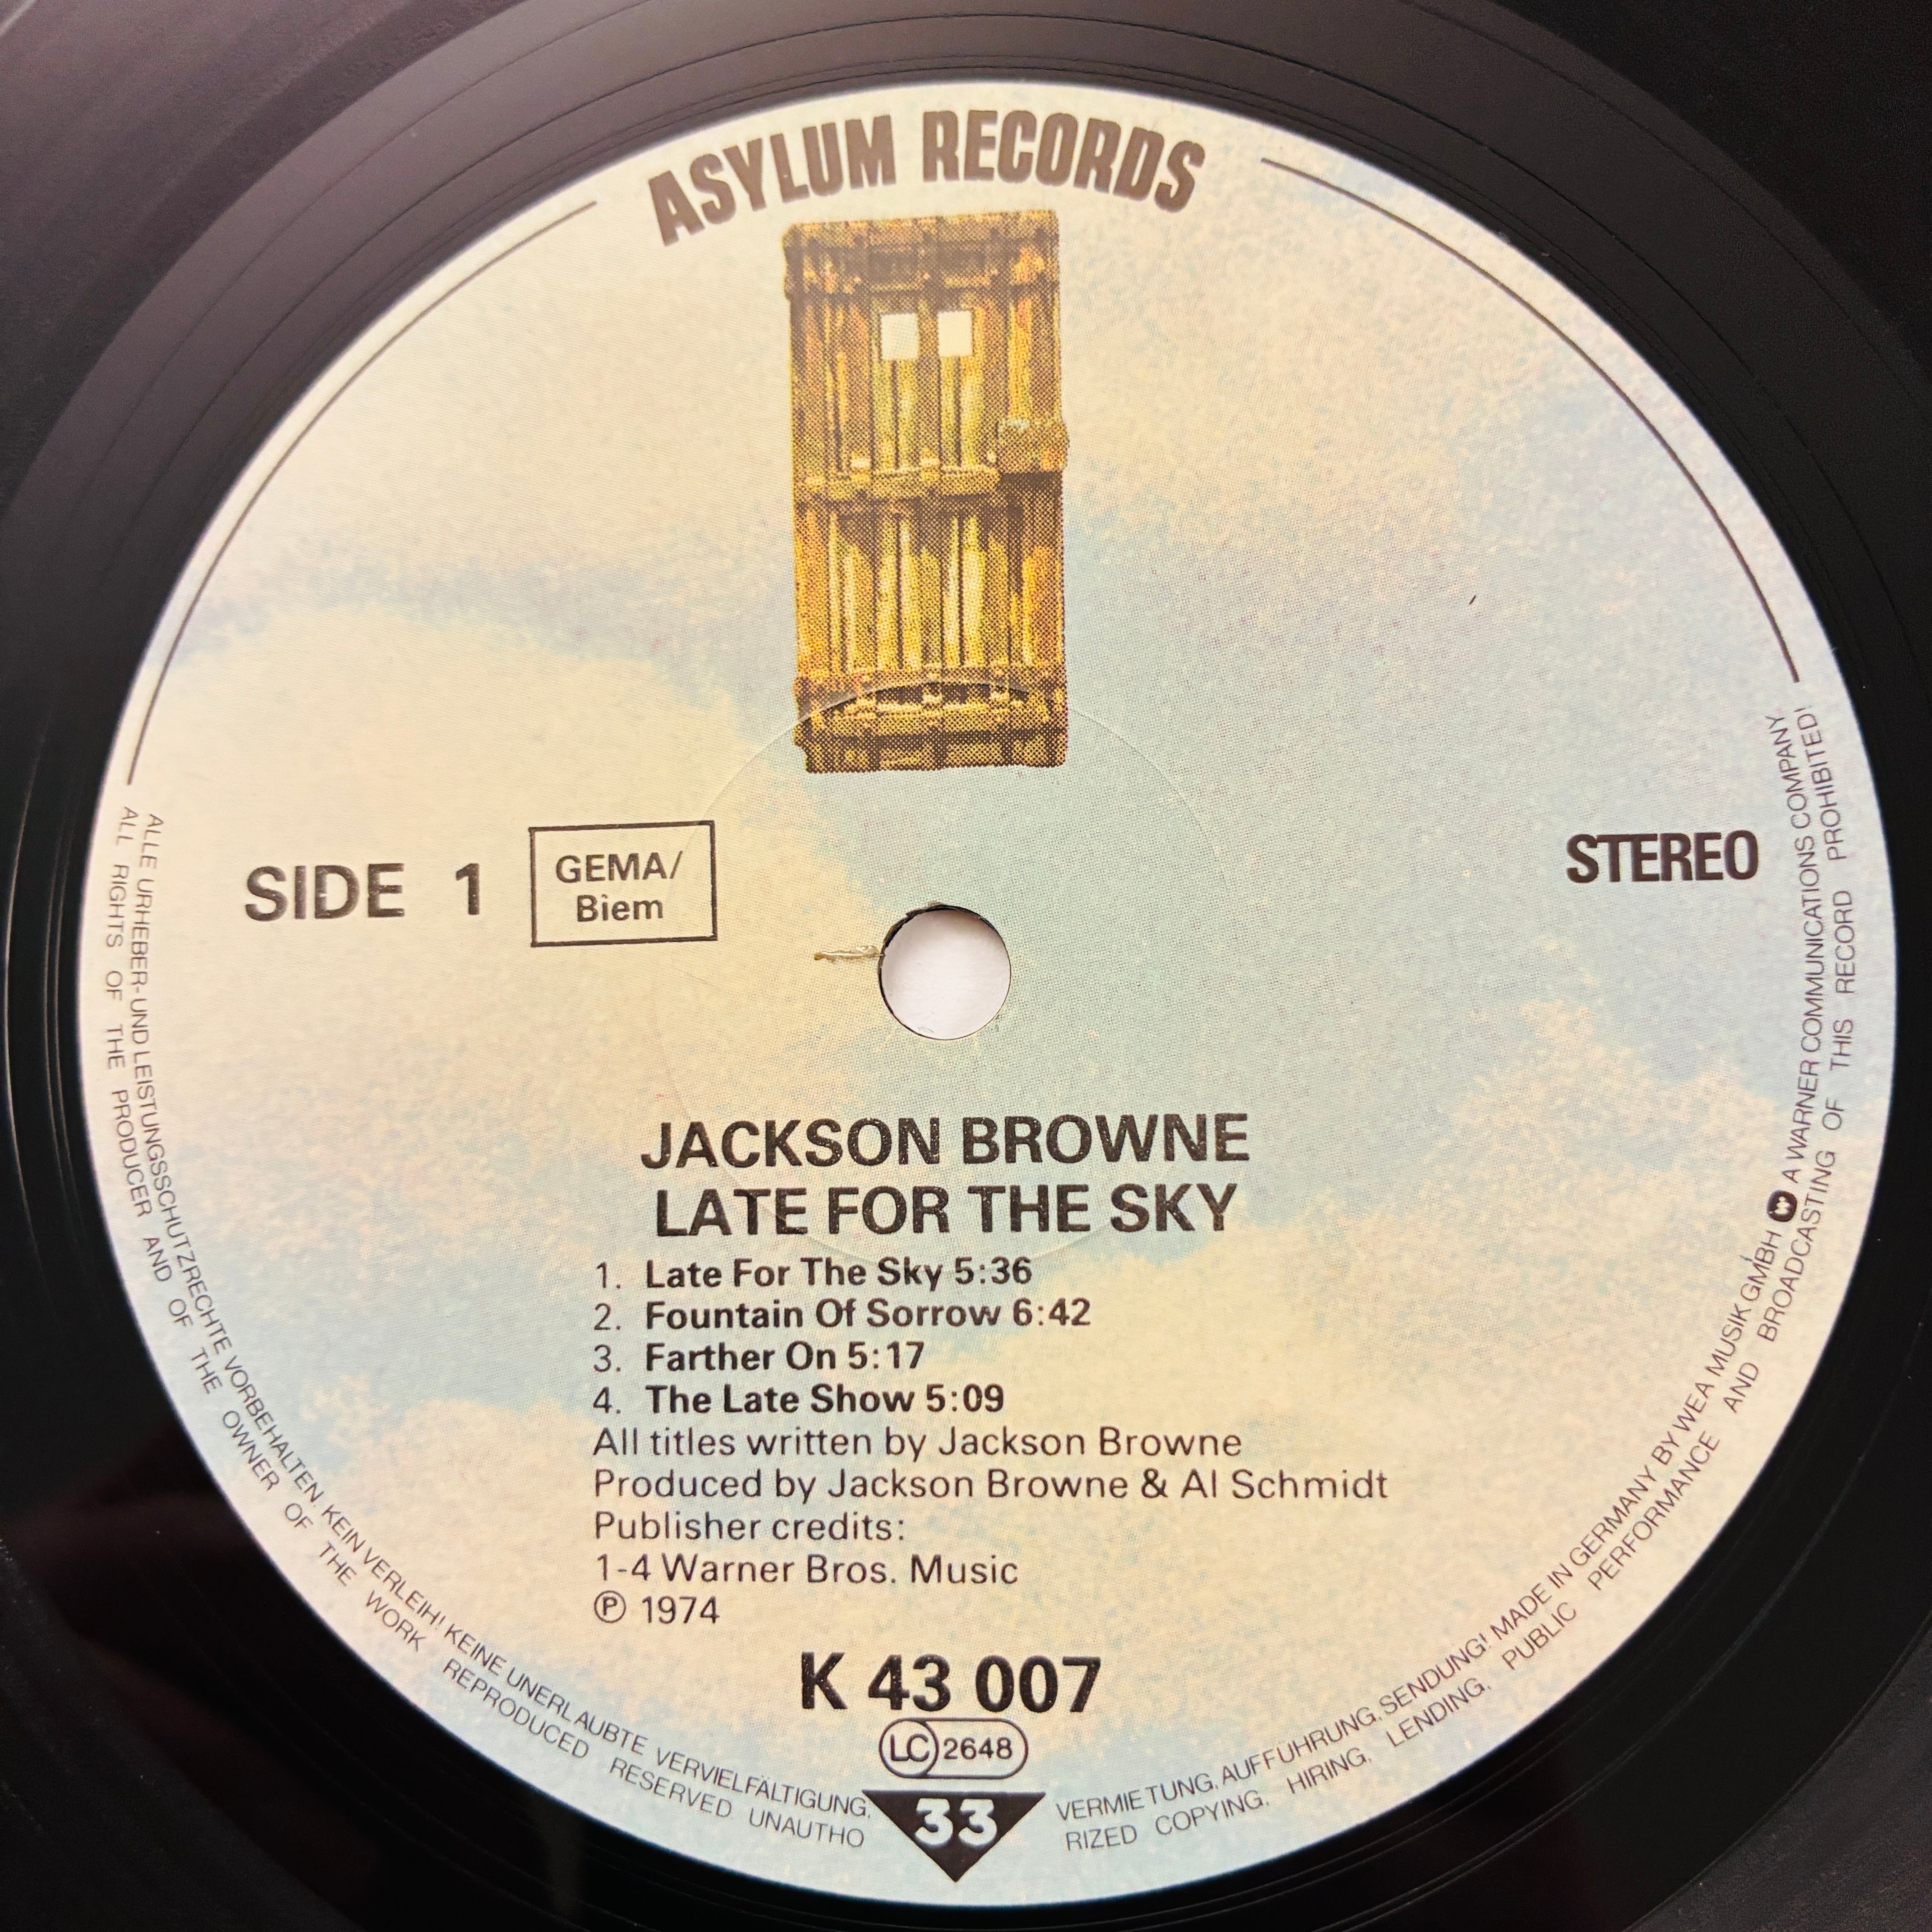 ASYLUM RECORDS
SIDE 1
GEMA/
Biem
STEREO
JACKSON BROWNE
LATE FOR THE SKY
1. Late For The Sky 5:36
2. Fountain Of Sorrow 6:42
3. Farther On 5:17
4. The Late Show 5:09
All titles written by Jackson Browne
Produced by Jackson Browne & Al Schmidt
Publisher credits:
1-4 Warner Bros. Music
℗ 1974
K 43 007
LC 2648
33
ALLE URHEBER- UND LEISTUNGSSCHUTZRECHTE VORBEHALTEN. KEIN VERLEIH! KEINE UNERLAUBTE VERVIELFÄLTIGUNG, VERMIETUNG, AUFFÜHRUNG, SENDUNG! MADE IN GERMANY BY WEA MUSIK GMBH A WARNER COMMUNICATIONS COMPANY
ALL RIGHTS OF THE PRODUCER AND OF THE OWNER OF THE WORK REPRODUCED RESERVED UNAUTHO RIZED COPYING, HIRING, LENDING, PUBLIC PERFORMANCE AND BROADCASTING OF THIS RECORD PROHIBITED!